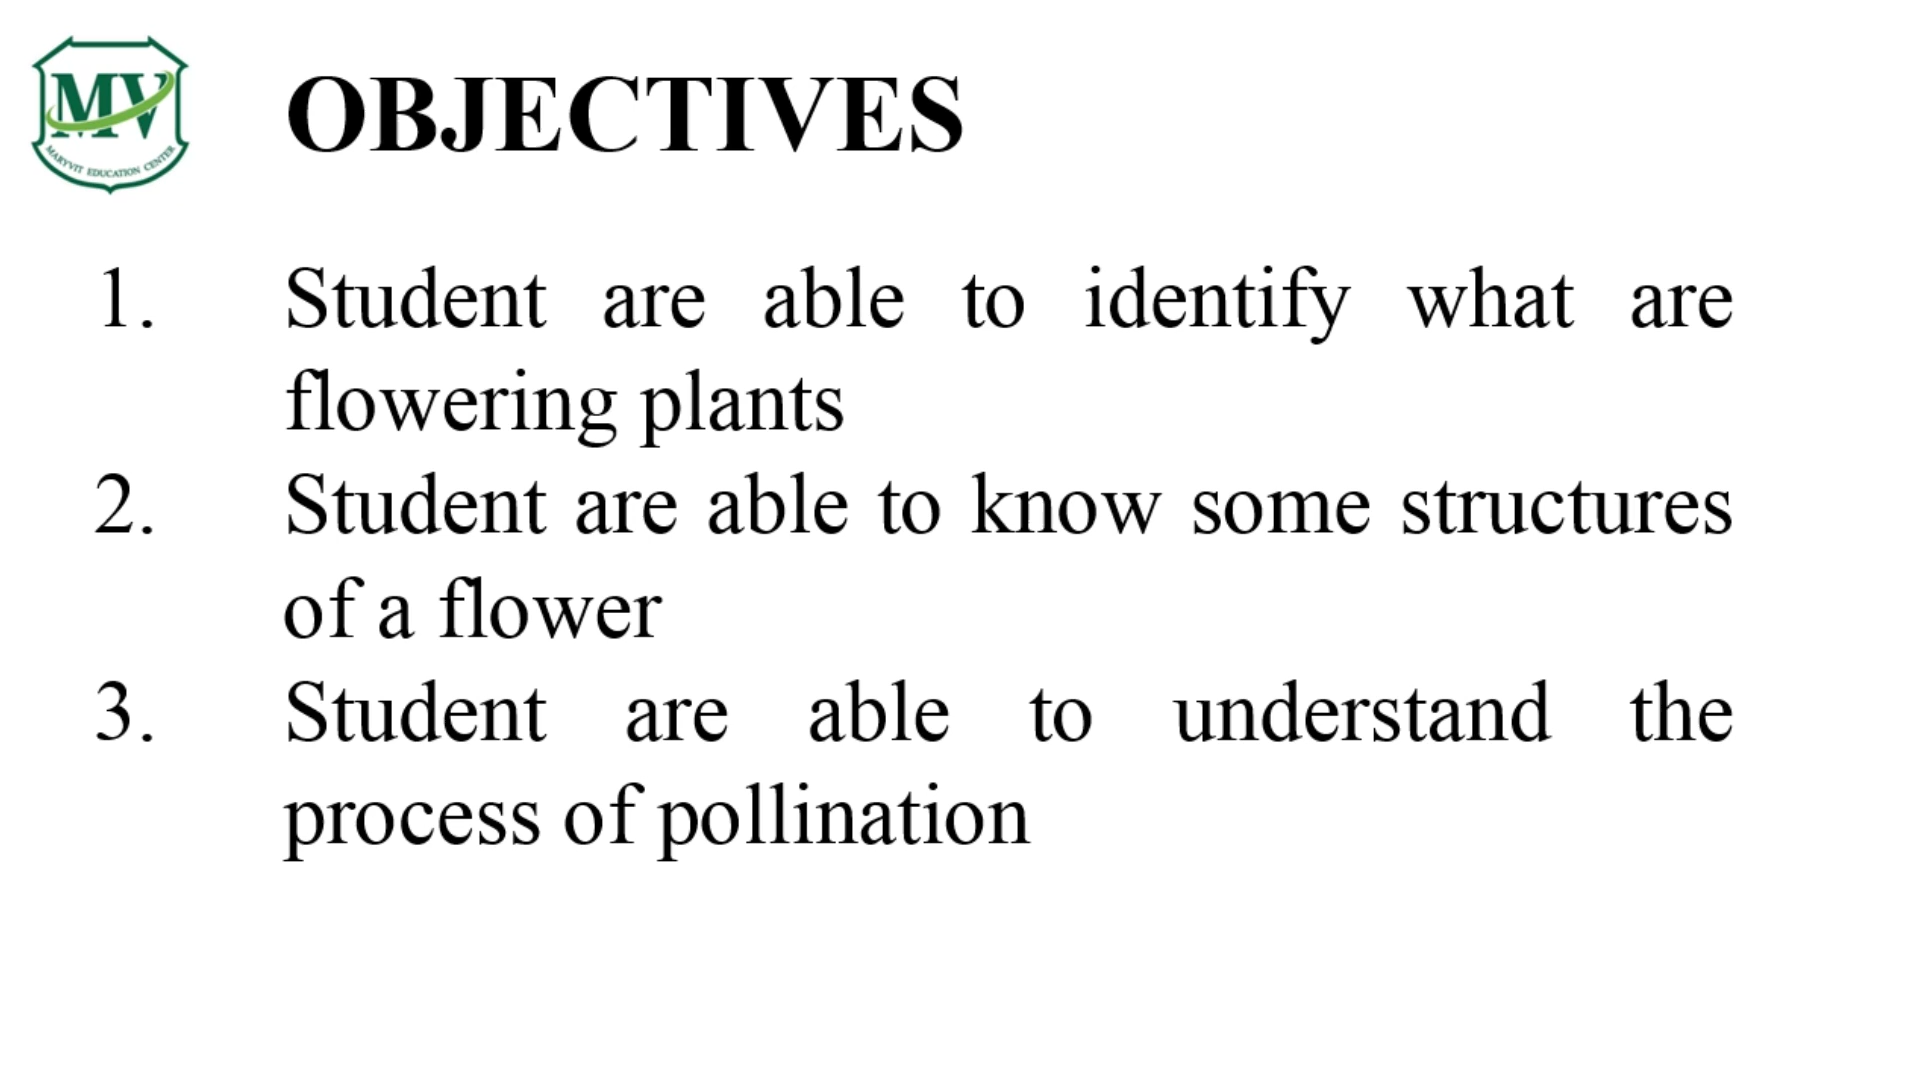 MV
MARYVIT EDUCATION CENTER
OBJECTIVES
1. Student are able to identify what are
flowering plants
2. Student are able to know some structures
of a flower
3. Student are able to understand the
process of pollination